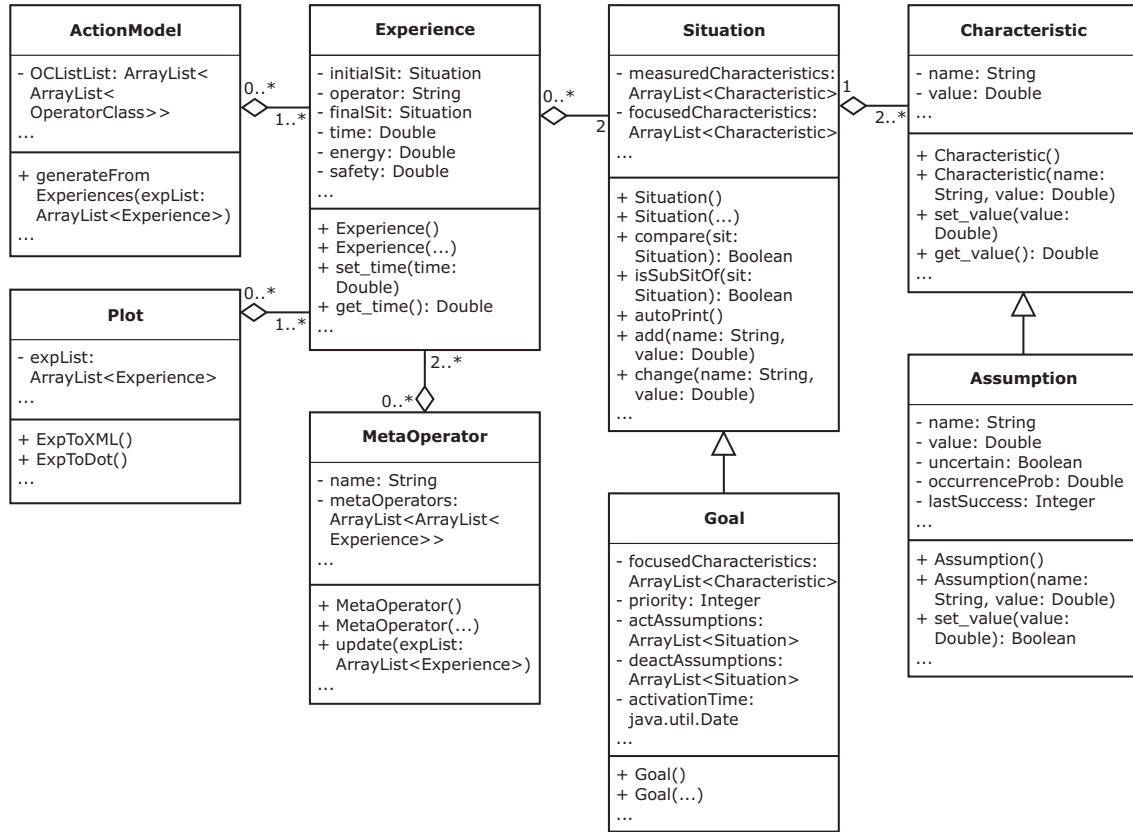 ActionModel
- OCListList: ArrayList<
ArrayList<
OperatorClass>>
...
+ generateFrom
Experiences(expList:
ArrayList<Experience>)
...
0..*
1..*
Plot
- expList:
ArrayList<Experience>
...
+ ExpToXML()
+ ExpToDot()
...
0..*
1..*
Experience
- initialSit: Situation
- operator: String
- finalSit: Situation
- time: Double
- energy: Double
- safety: Double
...
+ Experience()
+ Experience(...)
+ set_time(time:
Double)
+ get_time(): Double
...
2..*
0..*
MetaOperator
- name: String
- metaOperators:
ArrayList<ArrayList<
Experience>>
...
+ MetaOperator()
+ MetaOperator(...)
+ update(expList:
ArrayList<Experience>)
...
0..*
2
Situation
- measuredCharacteristics:
ArrayList<Characteristic>
- focusedCharacteristics:
ArrayList<Characteristic>
...
+ Situation()
+ Situation(...)
+ compare(sit:
Situation): Boolean
+ isSubSitOf(sit:
Situation): Boolean
+ autoPrint()
+ add(name: String,
value: Double)
+ change(name: String,
value: Double)
...
Goal
- focusedCharacteristics:
ArrayList<Characteristic>
- priority: Integer
- actAssumptions:
ArrayList<Situation>
- deactAssumptions:
ArrayList<Situation>
- activationTime:
java.util.Date
...
+ Goal()
+ Goal(...)
...
1
2..*
Characteristic
- name: String
- value: Double
...
+ Characteristic()
+ Characteristic(name:
String, value: Double)
+ set_value(value:
Double)
+ get_value(): Double
...
Assumption
- name: String
- value: Double
- uncertain: Boolean
- occurrenceProb: Double
- lastSuccess: Integer
...
+ Assumption()
+ Assumption(name:
String, value: Double)
+ set_value(value:
Double): Boolean
...